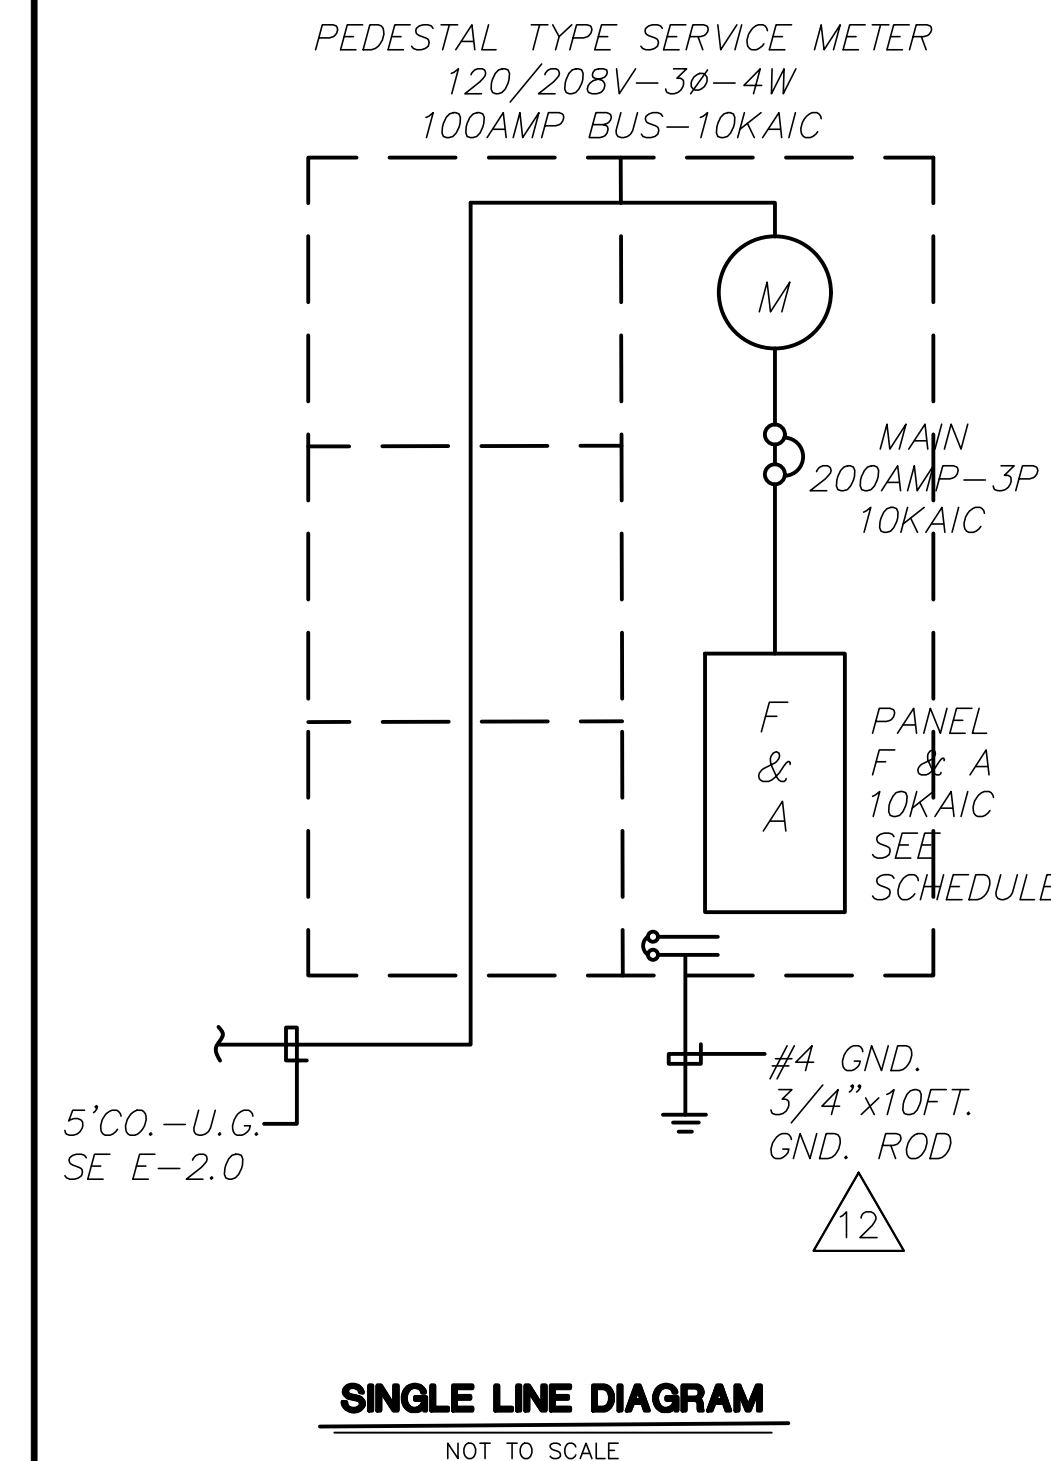 PEDESTAL TYPE SERVICE METER
120/208V-3ø-4W
100AMP BUS-10KAIC
M
MAIN
200AMP-3P
10KAIC
F
&
A
PANEL
F & A
10KAIC
SEE
SCHEDULE
#4 GND.
3/4"x10FT.
GND. ROD
12
5'CO.-U.G.
SE E-2.0
SINGLE LINE DIAGRAM
NOT TO SCALE